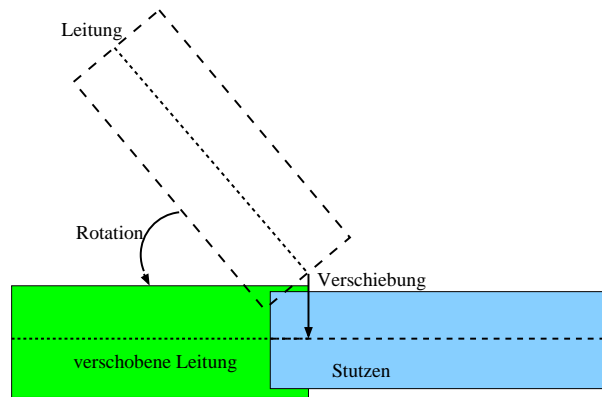 Leitung
Rotation
Verschiebung
verschobene Leitung
Stutzen